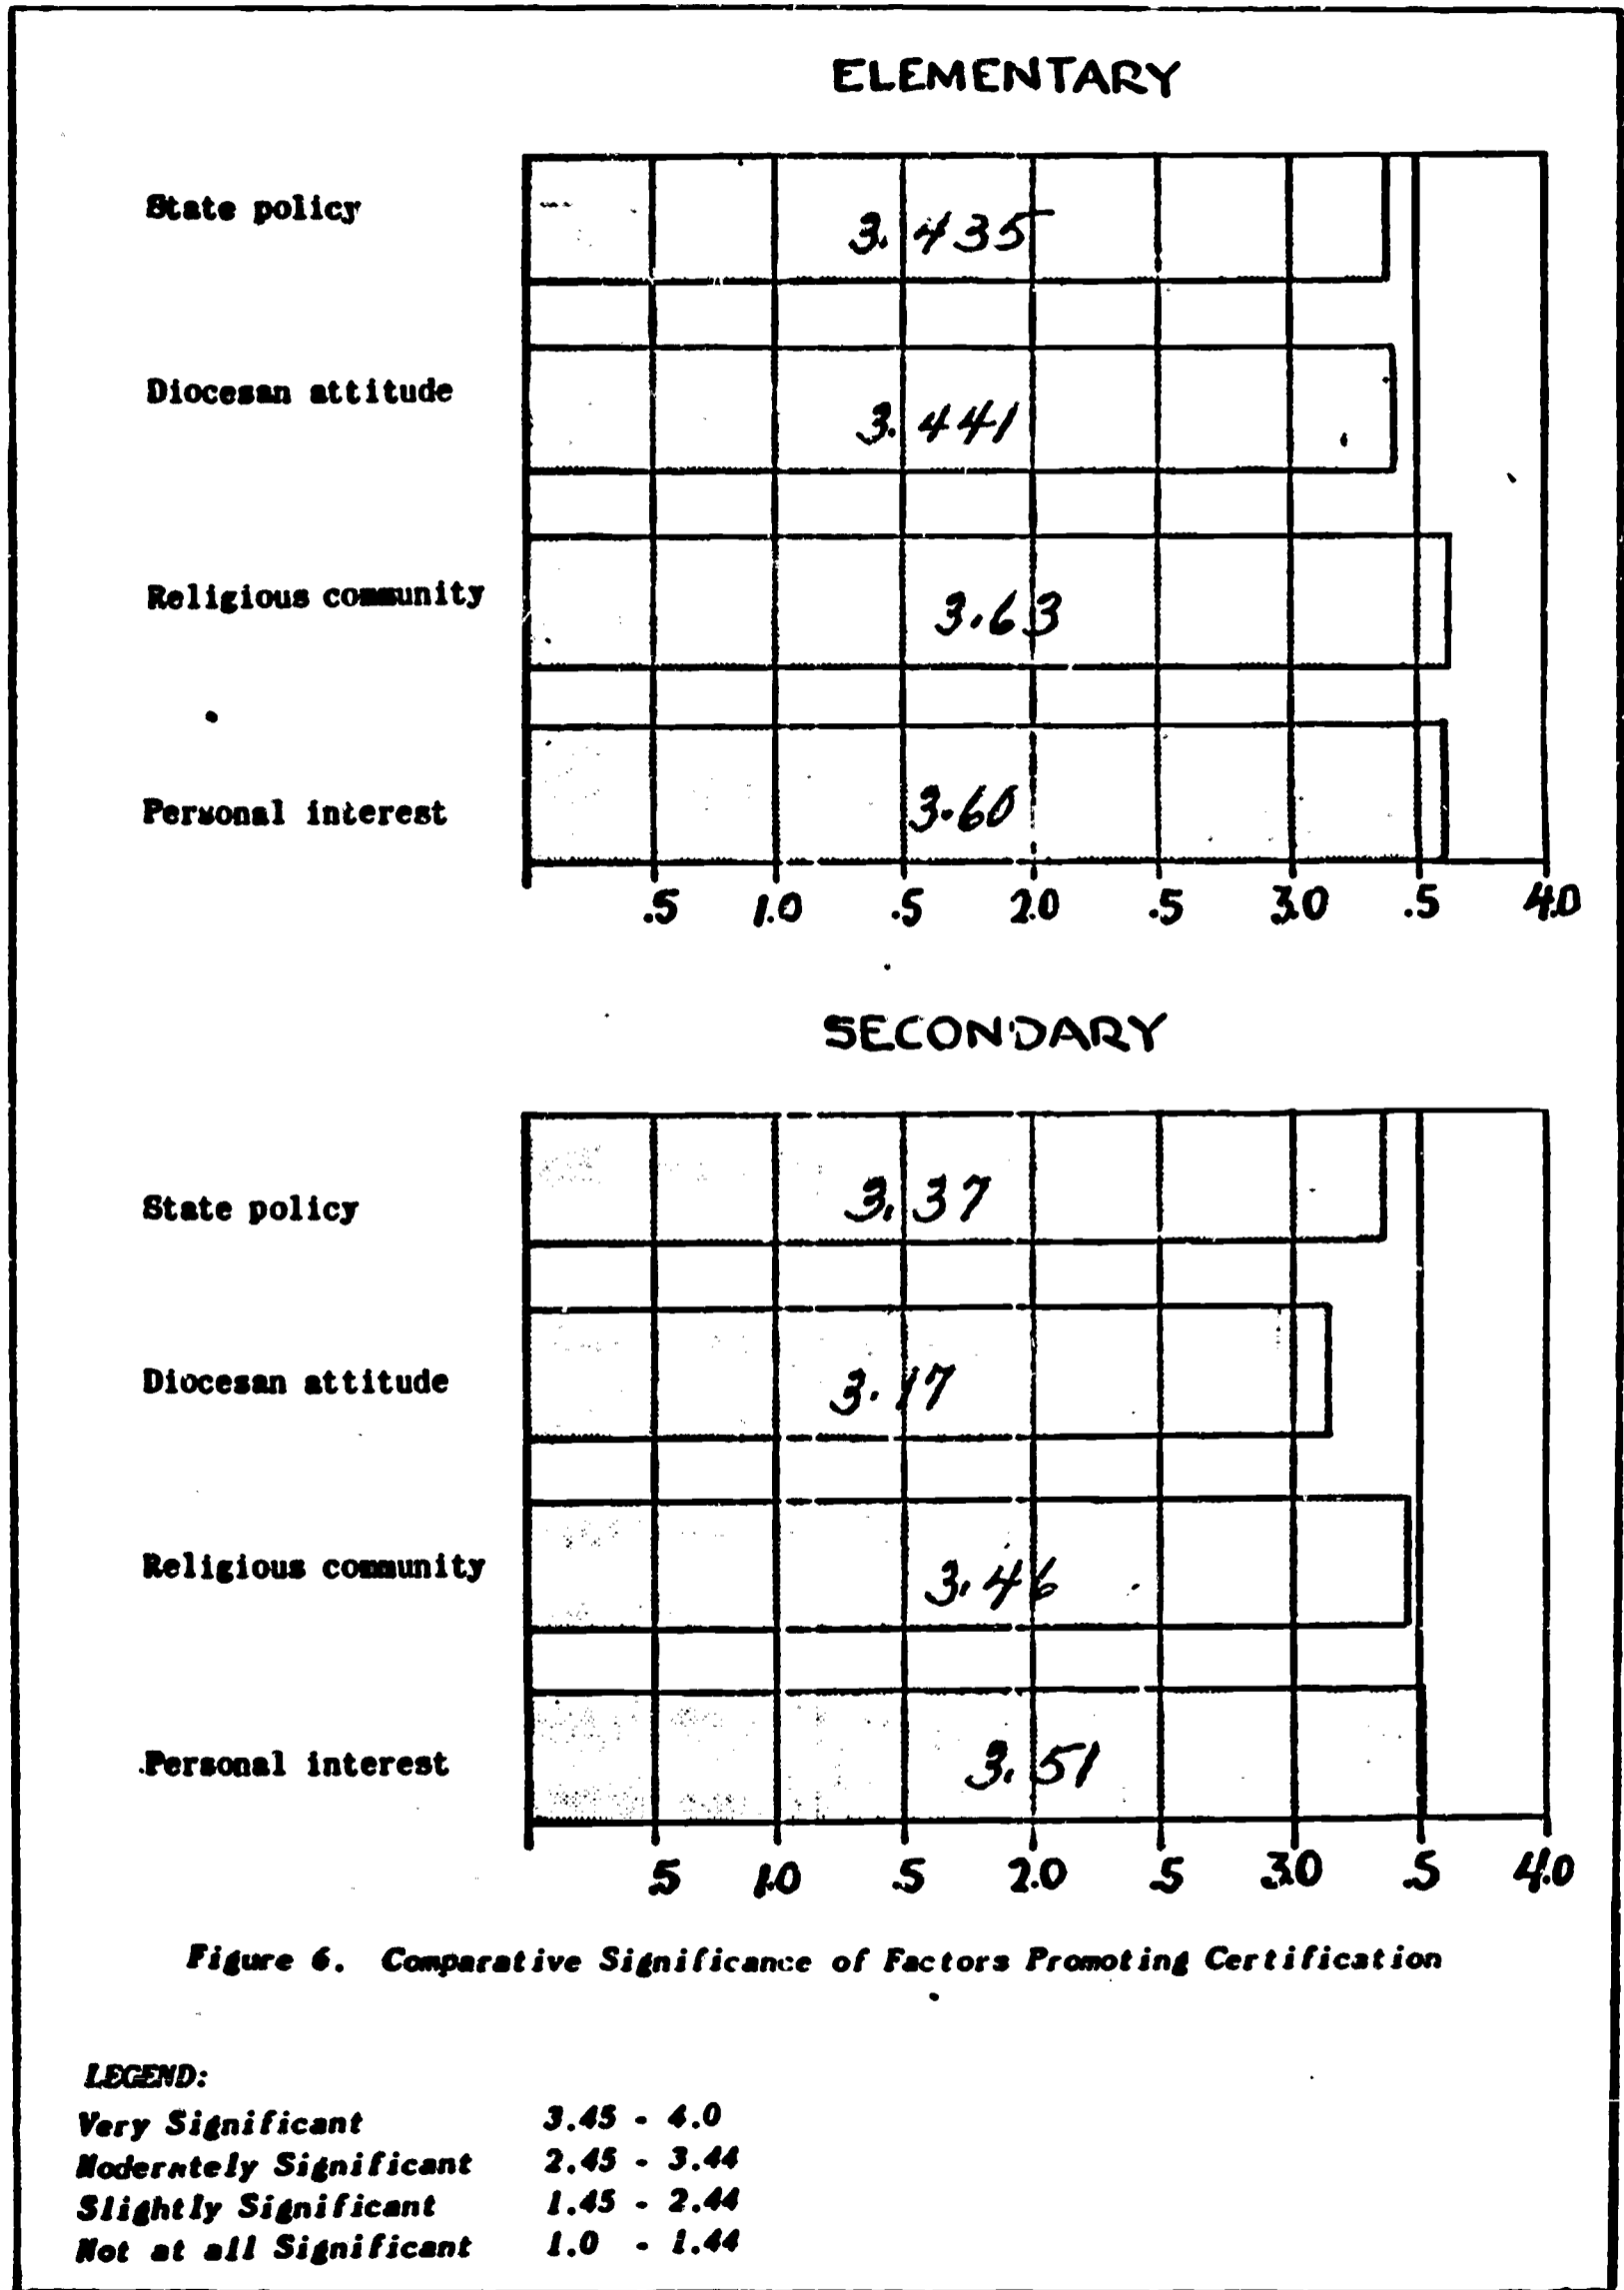 ELEMENTARY
State policy 3.435
Diocesan attitude 3.441
Religious community 3.63
Personal interest 3.60
.5 1.0 .5 2.0 .5 3.0 .5 4.0
SECONDARY
State policy 3.37
Diocesan attitude 3.17
Religious community 3.46
Personal interest 3.51
.5 1.0 .5 2.0 .5 3.0 .5 4.0
Figure 6. Comparative Significance of Factors Promoting Certification
LEGEND:
Very Significant 3.45 - 4.0
Moderately Significant 2.45 - 3.44
Slightly Significant 1.45 - 2.44
Not at all Significant 1.0 - 1.44